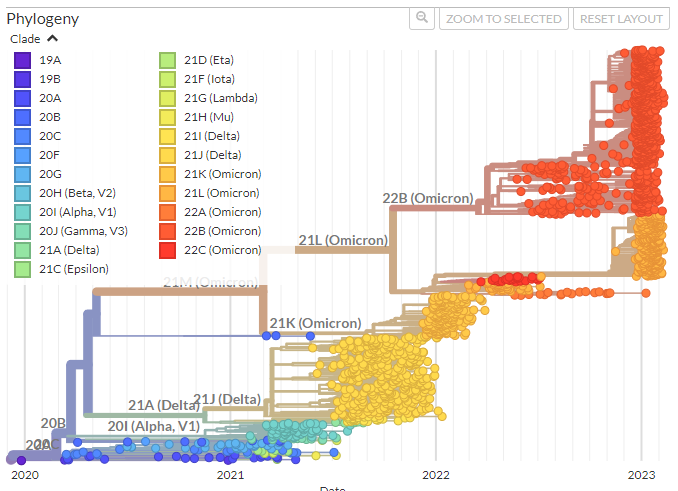 Phylogeny
ZOOM TO SELECTED
RESET LAYOUT
Clade
19A
19B
20A
20B
20C
20F
20G
20H (Beta, V2)
20I (Alpha, V1)
20J (Gamma, V3)
21A (Delta)
21C (Epsilon)
21D (Eta)
21F (Iota)
21G (Lambda)
21H (Mu)
21I (Delta)
21J (Delta)
21K (Omicron)
21L (Omicron)
22A (Omicron)
22B (Omicron)
22C (Omicron)
22B (Omicron)
21L (Omicron)
21M (Omicron)
21K (Omicron)
21J (Delta)
21A (Delta)
20I (Alpha, V1)
20B
20C
2020
2021
2022
2023
Date